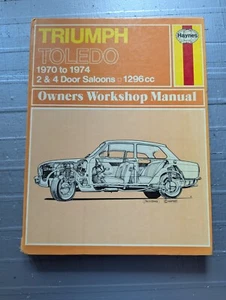 TRIUMPH
Haynes
TOLEDO
1970 to 1974
2 & 4 Door Saloons □ 1296cc
Owners Workshop Manual